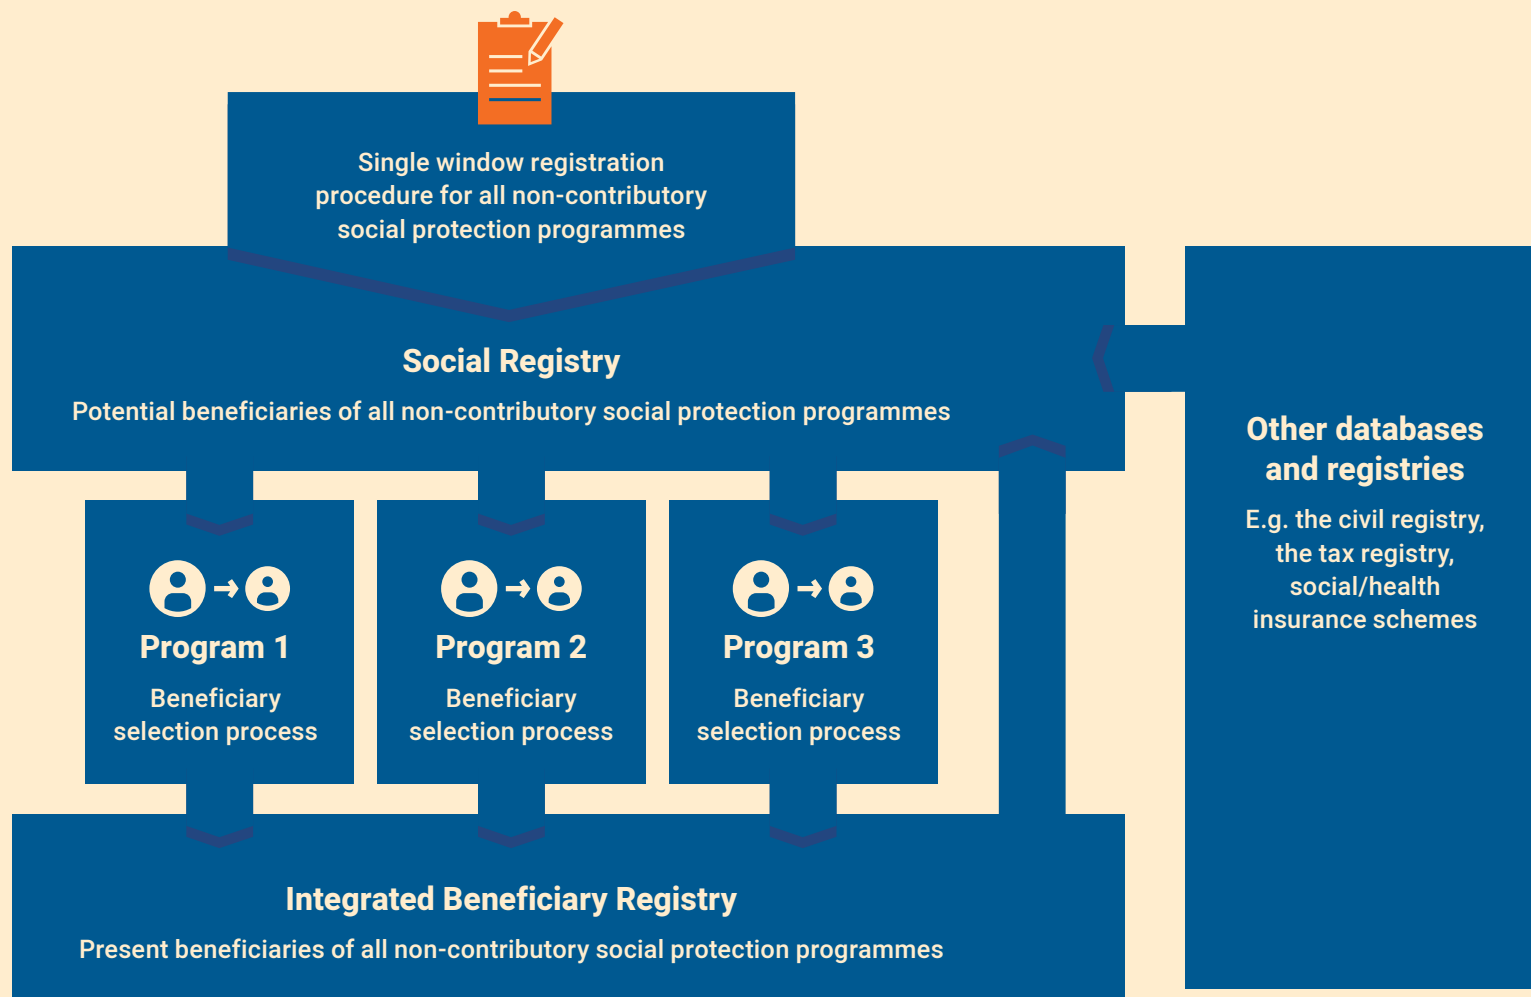 Single window registration
procedure for all non-contributory
social protection programmes
Social Registry
Potential beneficiaries of all non-contributory social protection programmes
Other databases
and registries
E.g. the civil registry,
the tax registry,
social/health
insurance schemes
Program 1
Beneficiary
selection process
Program 2
Beneficiary
selection process
Program 3
Beneficiary
selection process
Integrated Beneficiary Registry
Present beneficiaries of all non-contributory social protection programmes